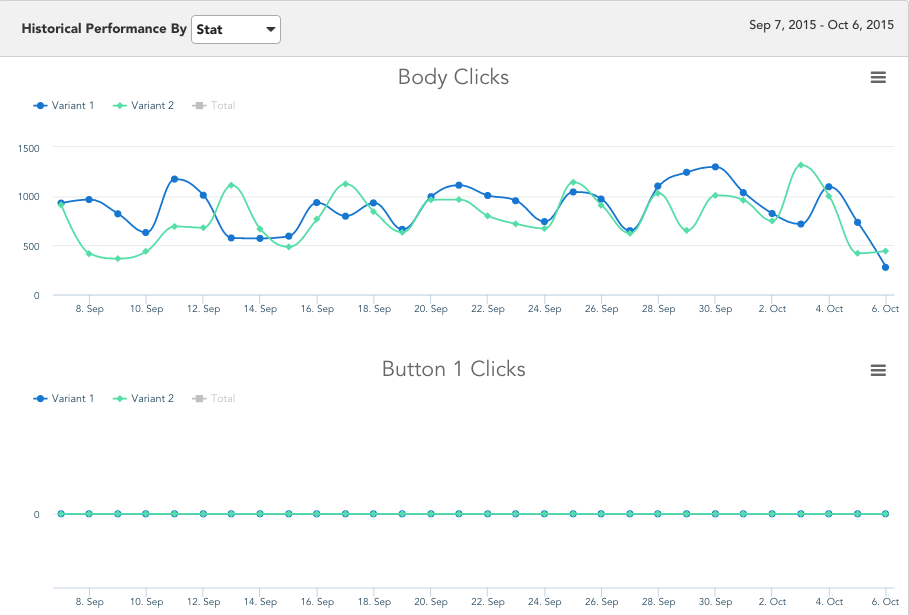 Historical Performance By Stat Sep 7, 2015 - Oct 6, 2015
Body Clicks
Variant 1 Variant 2 Total
1500
1000
500
0
8. Sep 10. Sep 12. Sep 14. Sep 16. Sep 18. Sep 20. Sep 22. Sep 24. Sep 26. Sep 28. Sep 30. Sep 2. Oct 4. Oct 6. Oct
Button 1 Clicks
Variant 1 Variant 2 Total
0
8. Sep 10. Sep 12. Sep 14. Sep 16. Sep 18. Sep 20. Sep 22. Sep 24. Sep 26. Sep 28. Sep 30. Sep 2. Oct 4. Oct 6. Oct